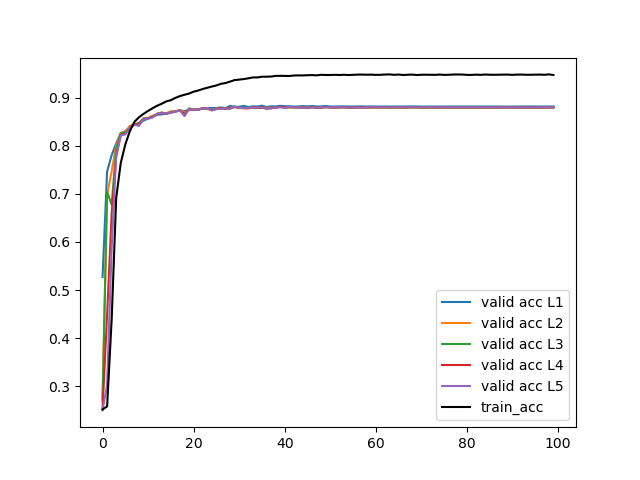 0.9
0.8
0.7
0.6
0.5
0.4
0.3
0 20 40 60 80 100
valid acc L1
valid acc L2
valid acc L3
valid acc L4
valid acc L5
train_acc